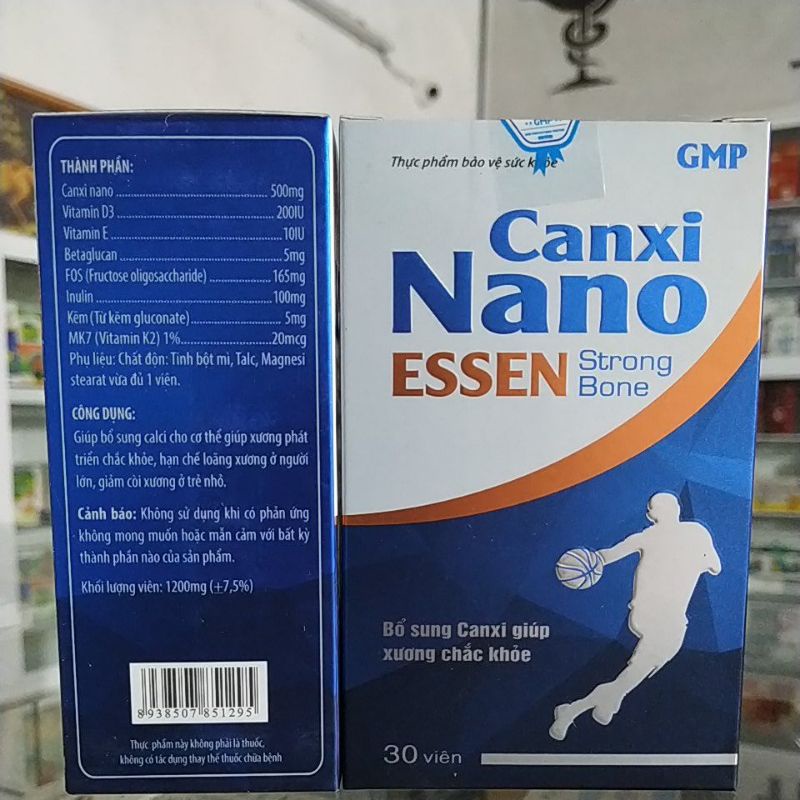 THÀNH PHẦN:
Canxi nano 500mg
Vitamin D3 200IU
Vitamin E 10IU
Betaglucan 5mg
FOS (Fructose oligosaccharide) 165mg
Inulin 100mg
Kẽm (Từ kẽm gluconate) 5mg
MK7 (Vitamin K2) 1% 20mcg
Phụ liệu: Chất độn: Tinh bột mì, Talc, Magnesi
stearat vừa đủ 1 viên.
CÔNG DỤNG:
Giúp bổ sung calci cho cơ thể giúp xương phát
triển chắc khỏe, hạn chế loãng xương ở người
lớn, giảm còi xương ở trẻ nhỏ.
Cảnh báo: Không sử dụng khi có phản ứng
không mong muốn hoặc mẫn cảm với bất kỳ
thành phần nào của sản phẩm.
Khối lượng viên: 1200mg (±7,5%)
8 938507 851295
Thực phẩm này không phải là thuốc,
không có tác dụng thay thế thuốc chữa bệnh
GMP
Thực phẩm bảo vệ sức khỏe
GMP
Canxi
Nano
ESSEN Strong
Bone
Bổ sung Canxi giúp
xương chắc khỏe
30 viên